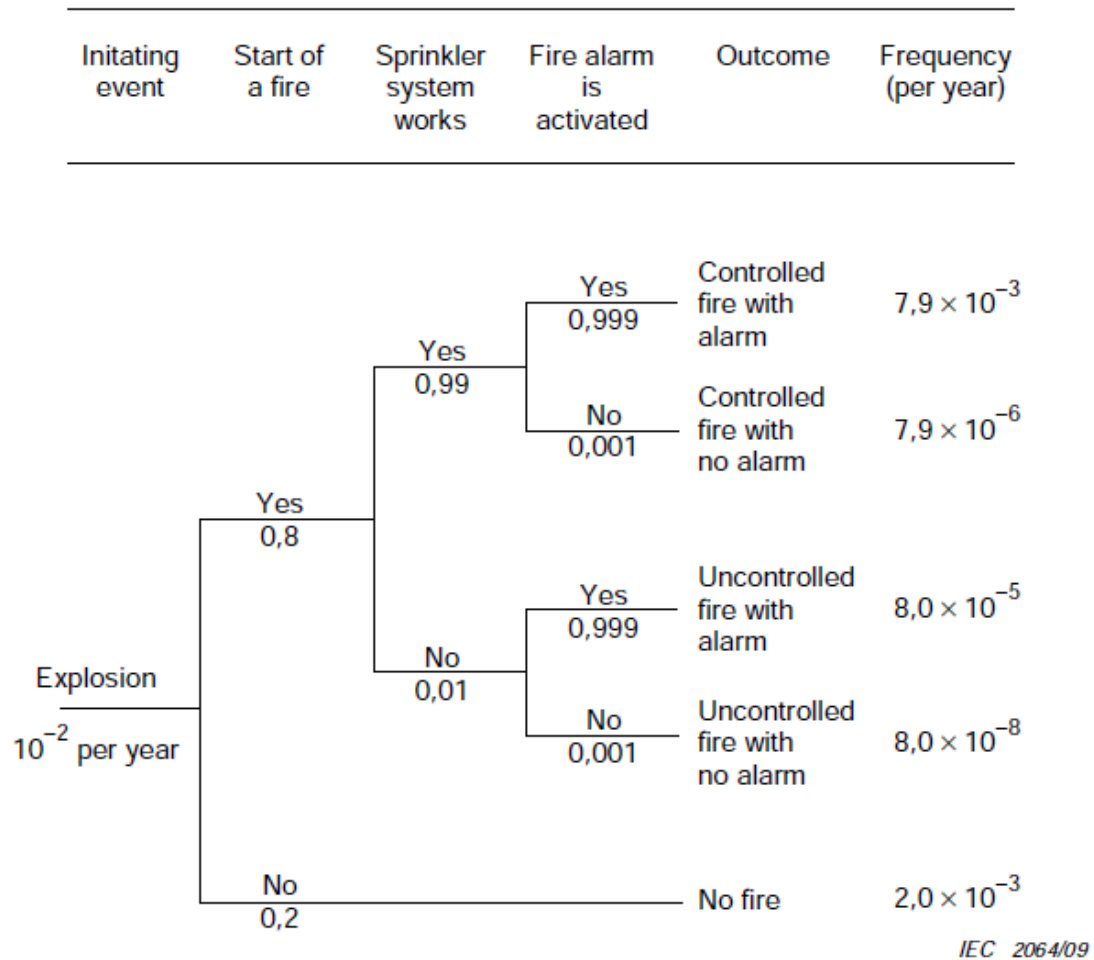 Initating event
Start of a fire
Sprinkler system works
Fire alarm is activated
Outcome
Frequency (per year)
Yes
0,999
Controlled fire with alarm
7,9 × 10⁻³
Yes
0,99
No
0,001
Controlled fire with no alarm
7,9 × 10⁻⁶
Yes
0,8
Yes
0,999
Uncontrolled fire with alarm
8,0 × 10⁻⁵
No
0,01
Explosion
10⁻² per year
No
0,001
Uncontrolled fire with no alarm
8,0 × 10⁻⁸
No
0,2
No fire
2,0 × 10⁻³
IEC 2064/09